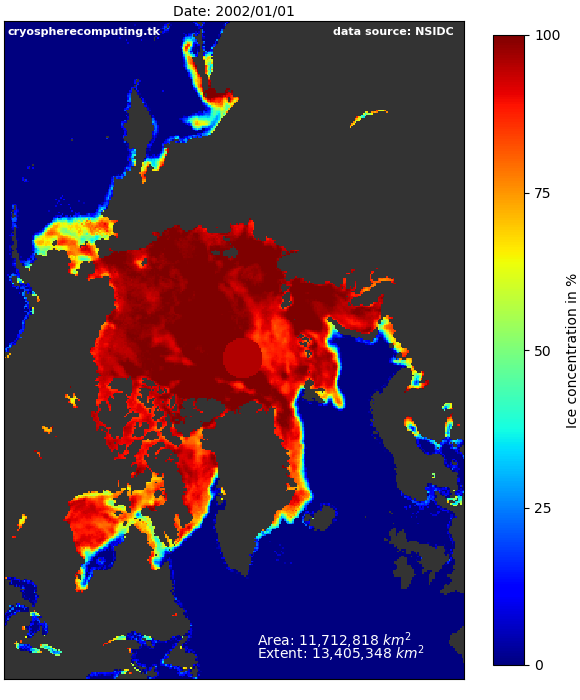 Date: 2002/01/01
cryospherecomputing.tk
data source: NSIDC
100
75
50
25
0
Ice concentration in %
Area: 11,712,818 km²
Extent: 13,405,348 km²